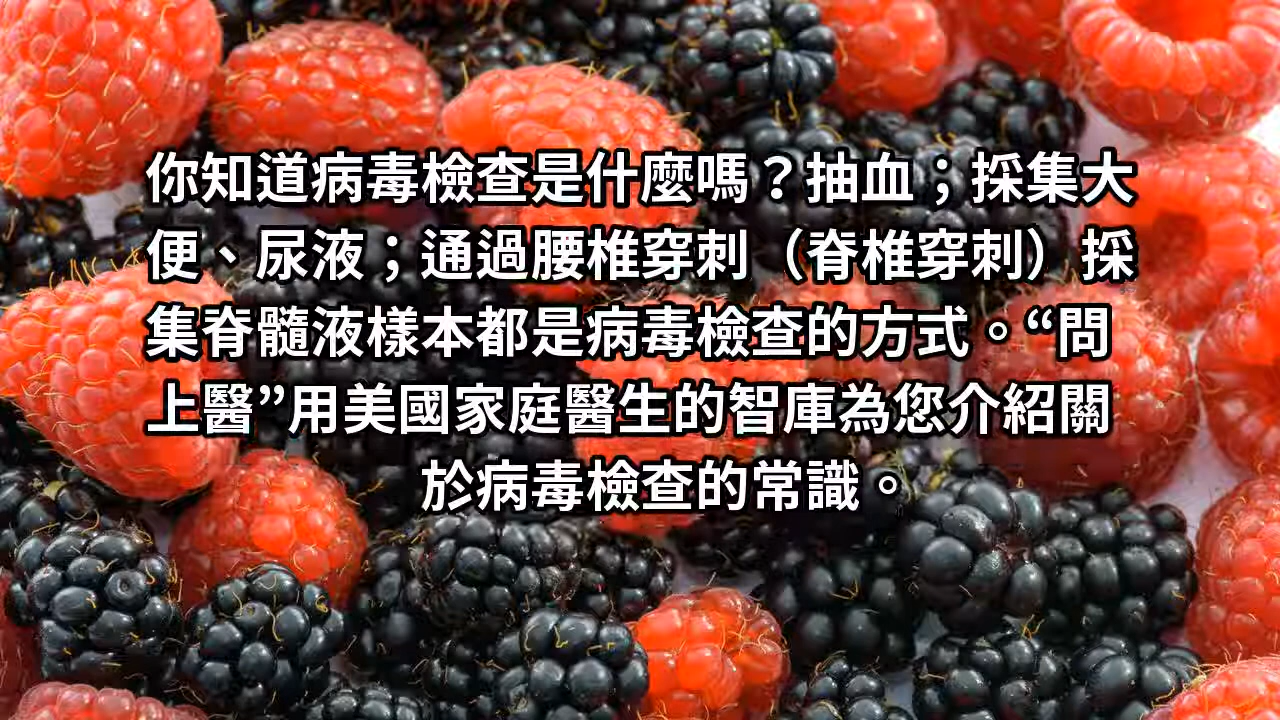 你知道病毒檢查是什麼嗎？抽血；採集大
便、尿液；通過腰椎穿刺（脊椎穿刺）採
集脊髓液樣本都是病毒檢查的方式。“問
上醫”用美國家庭醫生的智庫為您介紹關
於病毒檢查的常識。